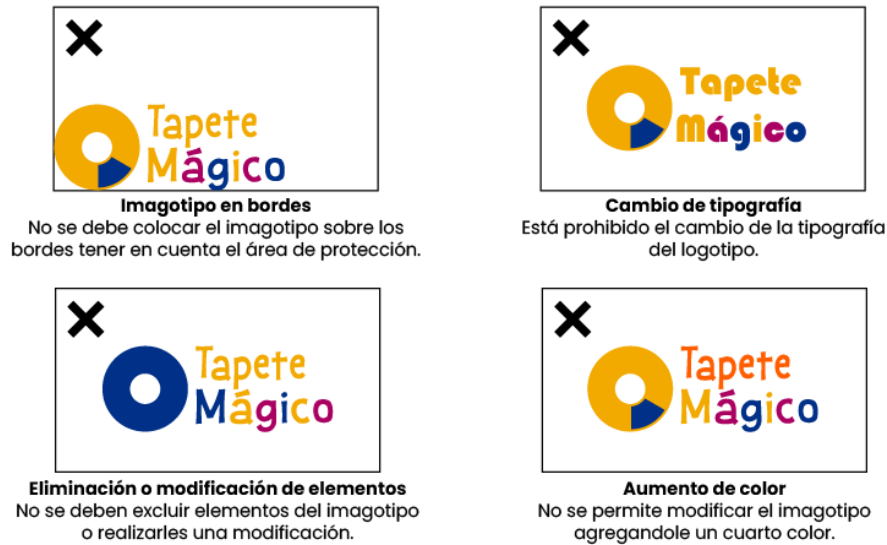 Tapete
Mágico
Imagotipo en bordes
No se debe colocar el imagotipo sobre los
bordes tener en cuenta el área de protección.
Tapete
Mágico
Cambio de tipografía
Está prohibido el cambio de la tipografía
del logotipo.
Tapete
Mágico
Eliminación o modificación de elementos
No se deben excluir elementos del imagotipo
o realizarles una modificación.
Tapete
Mágico
Aumento de color
No se permite modificar el imagotipo
agregandole un cuarto color.